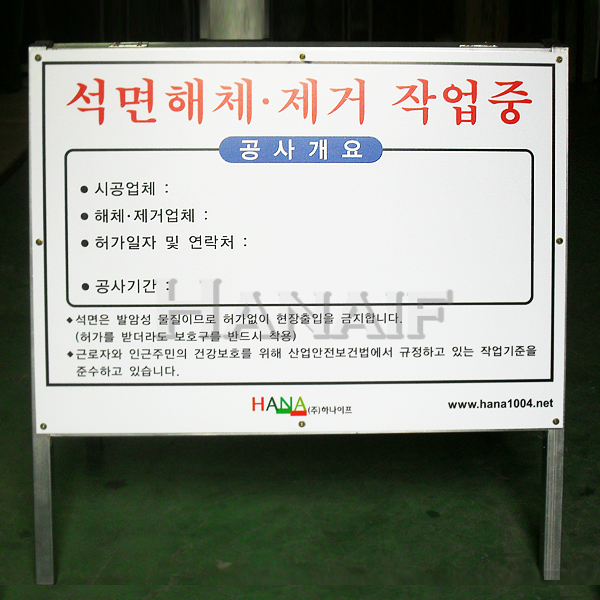 석면해체·제거 작업중
공사개요
● 시공업체 :
● 해체·제거업체 :
● 허가일자 및 연락처 :
● 공사기간 :
HANAIF
◆석면은 발암성 물질이므로 허가없이 현장출입을 금지합니다.
(허가를 받더라도 보호구를 반드시 착용)
◆근로자와 인근주민의 건강보호를 위해 산업안전보건법에서 규정하고 있는 작업기준을
준수하고 있습니다.
HANA (주)하나이프
www.hana1004.net